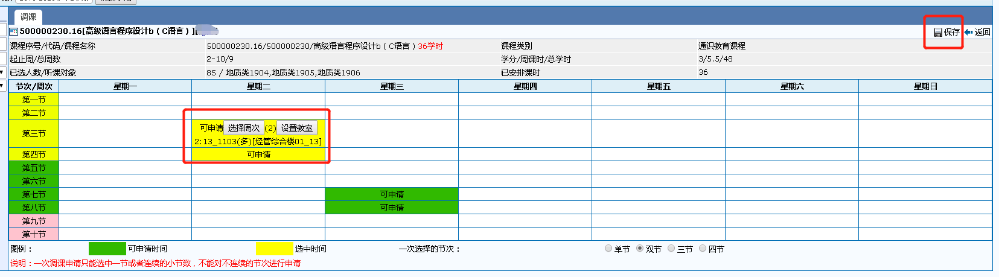 调课
500000230.16[高级语言程序设计b（C语言）][
保存 返回
课程序号/代码/课程名称 500000230.16/500000230/高级语言程序设计b（C语言）36学时 课程类别 通识教育课程
起止周/总周数 2-10/9 学分/周课时/总学时 3/5.5/48
已选人数/听课对象 85 / 地质类1904,地质类1905,地质类1906 已安排课时 36
节次/周次 星期一 星期二 星期三 星期四 星期五 星期六 星期日
第一节
第二节
第三节 可申请 选择周次 (2) 设置教室
2:13_1103(多)[经管综合楼01_13]
第四节 可申请
第五节
第六节
第七节 可申请
第八节 可申请
第九节
第十节
图例： 可申请时间 选中时间 一次选择的节次： 单节 双节 三节 四节
说明：一次调课申请只能选中一节或者连续的小节数，不能对不连续的节次进行申请